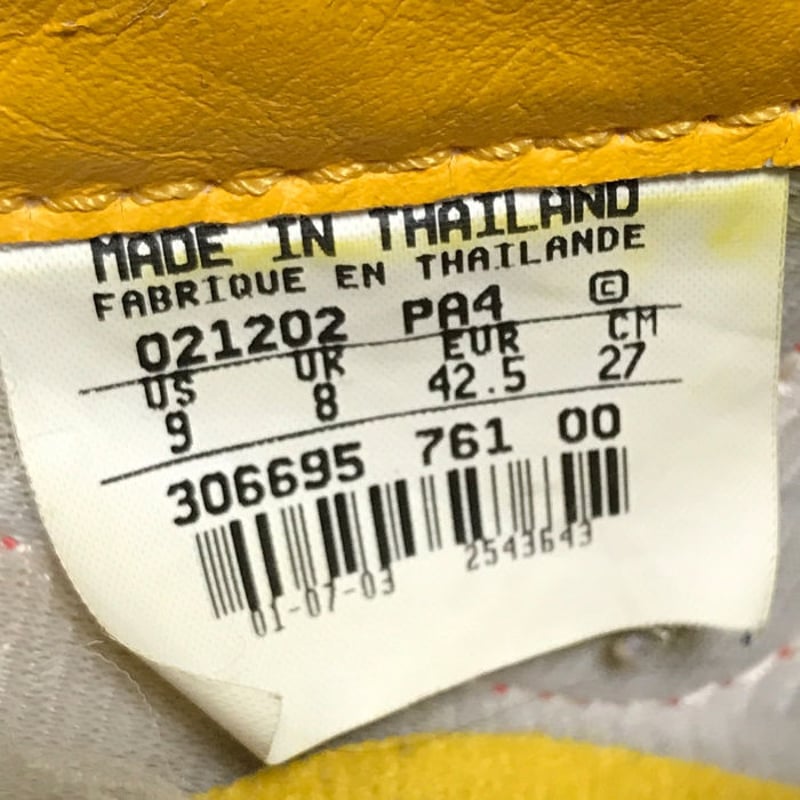 MADE IN THAILAND
FABRIQUE EN THAILANDE
021202 PA4 ©
US UK EUR CM
9 8 42.5 27
306695 761 00
01-07-03 2543643